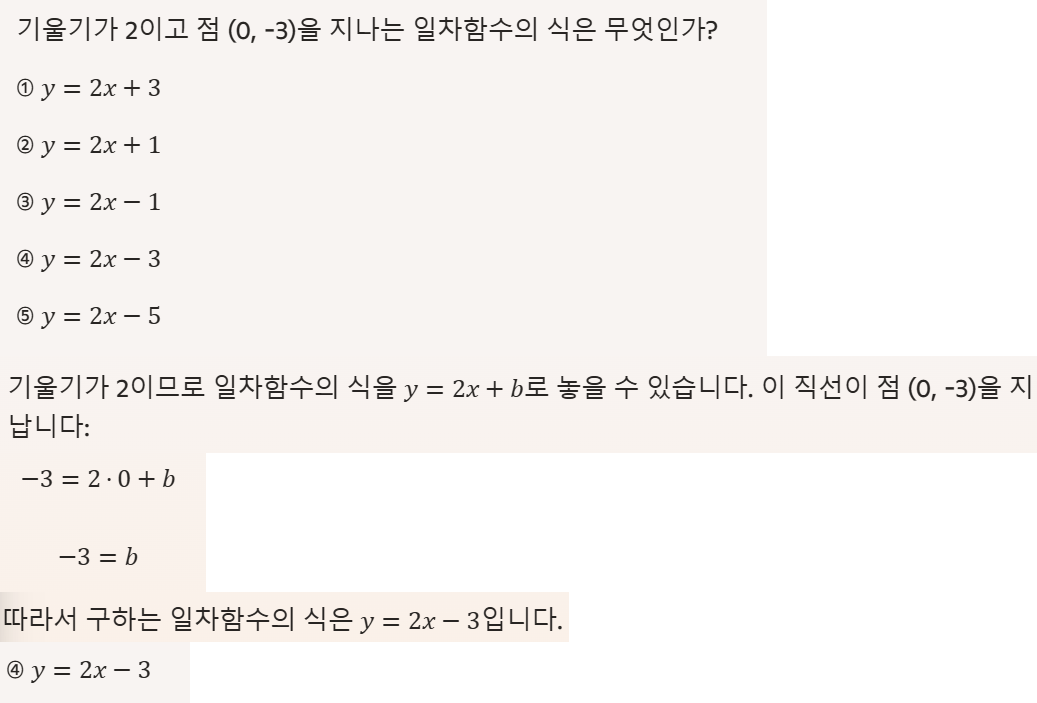 기울기가 2이고 점 (0, -3)을 지나는 일차함수의 식은 무엇인가?
① y = 2x + 3
② y = 2x + 1
③ y = 2x − 1
④ y = 2x − 3
⑤ y = 2x − 5
기울기가 2이므로 일차함수의 식을 y = 2x + b로 놓을 수 있습니다. 이 직선이 점 (0, -3)을 지
납니다:
−3 = 2 · 0 + b
−3 = b
따라서 구하는 일차함수의 식은 y = 2x − 3입니다.
④ y = 2x − 3